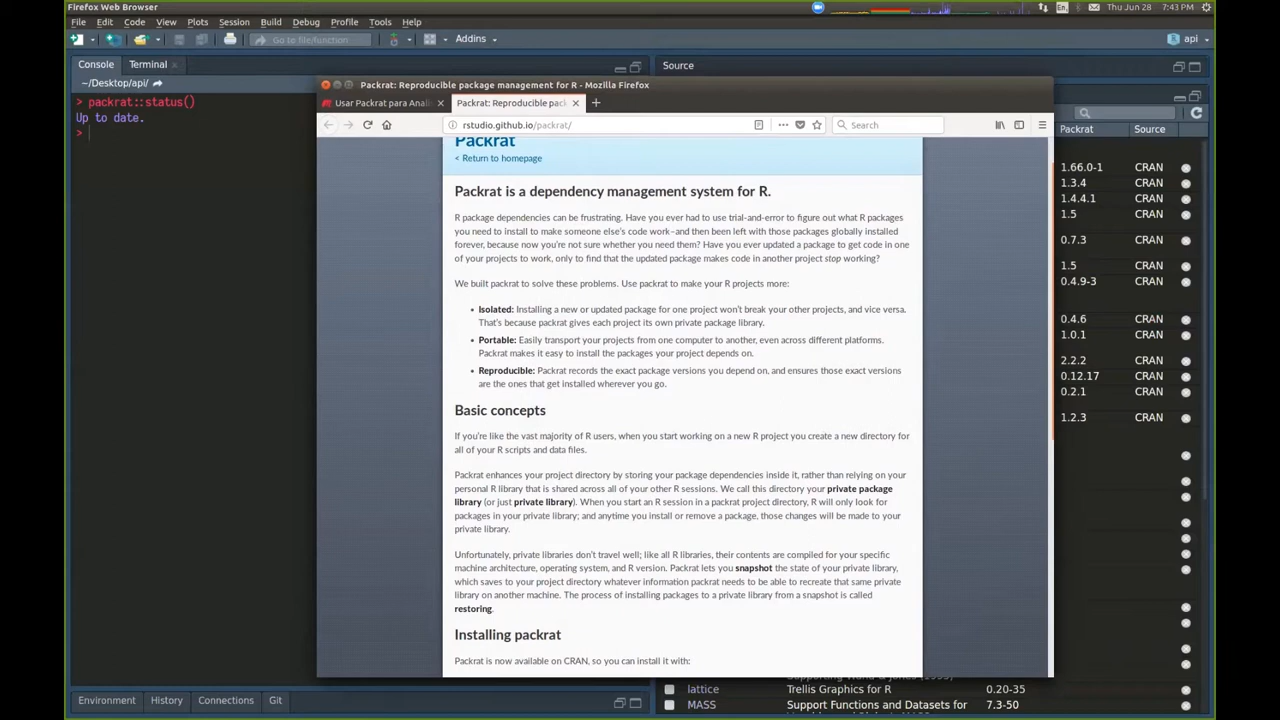 Firefox Web Browser
En
Thu Jun 28
7:43 PM
File Edit Code View Plots Session Build Debug Profile Tools Help
Go to file/function
Addins
api
Console Terminal
Source
~/Desktop/api/
> packrat::status()
Up to date.
>
Packrat: Reproducible package management for R - Mozilla Firefox
Usar Packrat para Anali
Packrat: Reproducible pack
rstudio.github.io/packrat/
Search
Packrat
< Return to homepage
Packrat is a dependency management system for R.
R package dependencies can be frustrating. Have you ever had to use trial-and-error to figure out what R packages
you need to install to make someone else's code work–and then been left with those packages globally installed
forever, because now you're not sure whether you need them? Have you ever updated a package to get code in one
of your projects to work, only to find that the updated package makes code in another project stop working?
We built packrat to solve these problems. Use packrat to make your R projects more:
• Isolated: Installing a new or updated package for one project won't break your other projects, and vice versa.
That's because packrat gives each project its own private package library.
• Portable: Easily transport your projects from one computer to another, even across different platforms.
Packrat makes it easy to install the packages your project depends on.
• Reproducible: Packrat records the exact package versions you depend on, and ensures those exact versions
are the ones that get installed wherever you go.
Basic concepts
If you're like the vast majority of R users, when you start working on a new R project you create a new directory for
all of your R scripts and data files.
Packrat enhances your project directory by storing your package dependencies inside it, rather than relying on your
personal R library that is shared across all of your other R sessions. We call this directory your private package
library (or just private library). When you start an R session in a packrat project directory, R will only look for
packages in your private library; and anytime you install or remove a package, those changes will be made to your
private library.
Unfortunately, private libraries don't travel well; like all R libraries, their contents are compiled for your specific
machine architecture, operating system, and R version. Packrat lets you snapshot the state of your private library,
which saves to your project directory whatever information packrat needs to be able to recreate that same private
library on another machine. The process of installing packages to a private library from a snapshot is called
restoring.
Installing packrat
Packrat is now available on CRAN, so you can install it with:
Packrat Source
1.66.0-1 CRAN
1.3.4 CRAN
1.4.4.1 CRAN
1.5 CRAN
0.7.3 CRAN
1.5 CRAN
0.4.9-3 CRAN
0.4.6 CRAN
1.0.1 CRAN
2.2.2 CRAN
0.12.17 CRAN
0.2.1 CRAN
1.2.3 CRAN
lattice Trellis Graphics for R 0.20-35
MASS Support Functions and Datasets for 7.3-50
Environment History Connections Git